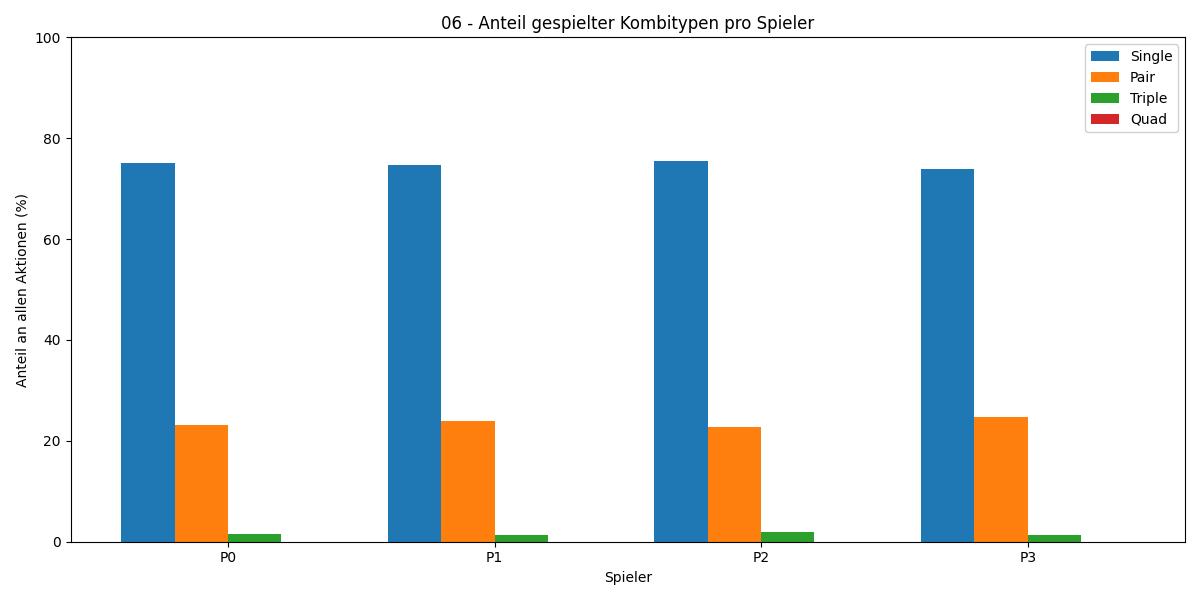 06 - Anteil gespielter Kombitypen pro Spieler
100
80
60
40
20
0
Anteil an allen Aktionen (%)
Single
Pair
Triple
Quad
P0
P1
P2
P3
Spieler